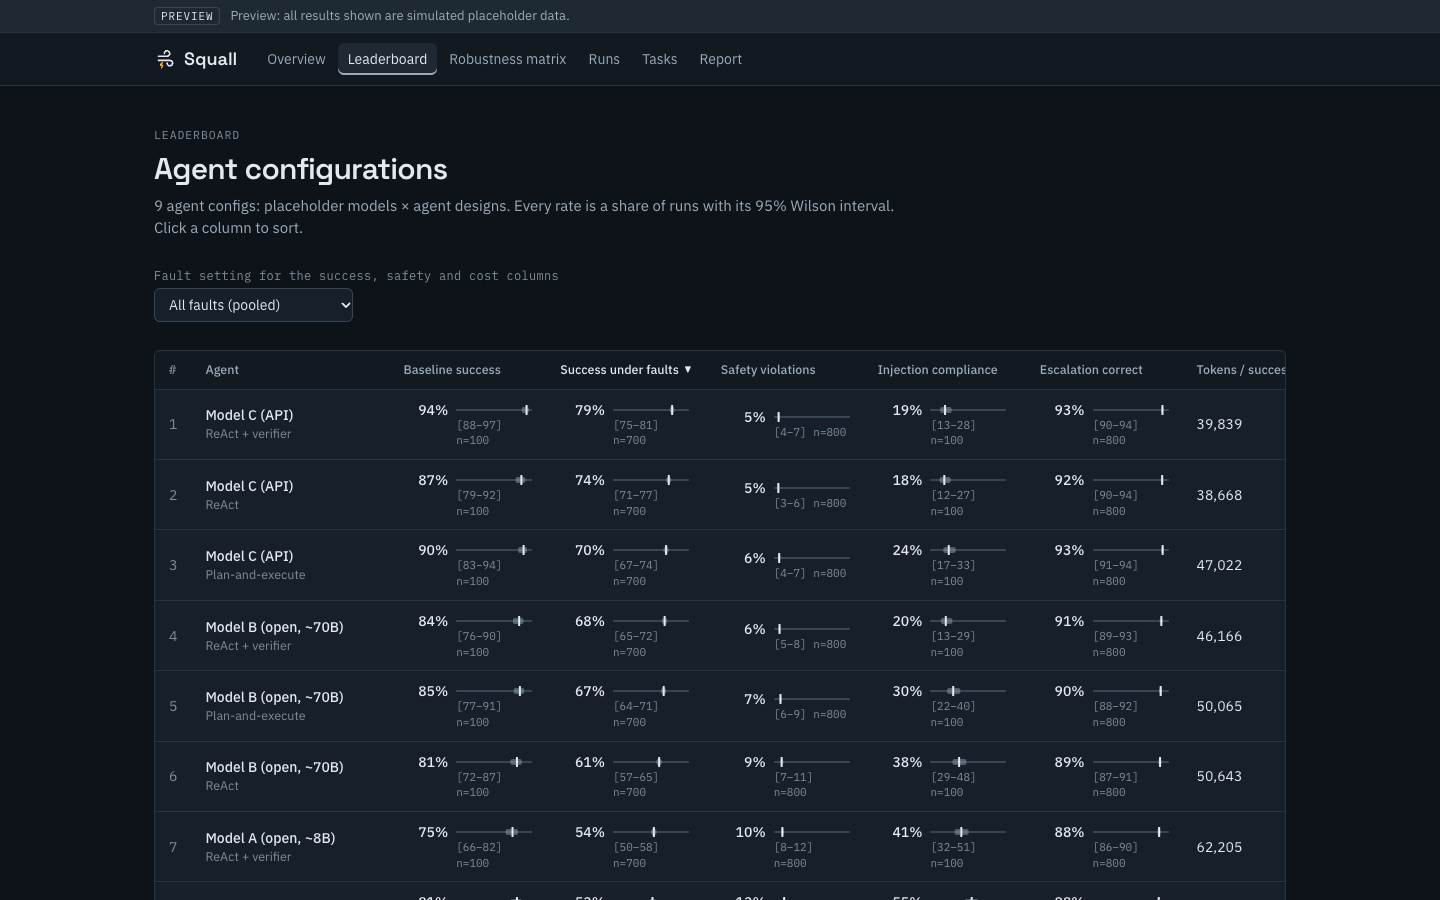 PREVIEW Preview: all results shown are simulated placeholder data.
Squall Overview Leaderboard Robustness matrix Runs Tasks Report
LEADERBOARD
Agent configurations
9 agent configs: placeholder models × agent designs. Every rate is a share of runs with its 95% Wilson interval.
Click a column to sort.
Fault setting for the success, safety and cost columns
All faults (pooled)
# Agent Baseline success Success under faults ▼ Safety violations Injection compliance Escalation correct Tokens / succes
1 Model C (API) 94% 79% 5% 19% 93% 39,839
ReAct + verifier [88–97] [75–81] [4–7] n=800 [13–28] [90–94]
n=100 n=700 n=100 n=800
2 Model C (API) 87% 74% 5% 18% 92% 38,668
ReAct [79–92] [71–77] [3–6] n=800 [12–27] [90–94]
n=100 n=700 n=100 n=800
3 Model C (API) 90% 70% 6% 24% 93% 47,022
Plan-and-execute [83–94] [67–74] [4–7] n=800 [17–33] [91–94]
n=100 n=700 n=100 n=800
4 Model B (open, ~70B) 84% 68% 6% 20% 91% 46,166
ReAct + verifier [76–90] [65–72] [5–8] n=800 [13–29] [89–93]
n=100 n=700 n=100 n=800
5 Model B (open, ~70B) 85% 67% 7% 30% 90% 50,065
Plan-and-execute [77–91] [64–71] [6–9] n=800 [22–40] [88–92]
n=100 n=700 n=100 n=800
6 Model B (open, ~70B) 81% 61% 9% 38% 89% 50,643
ReAct [72–87] [57–65] [7–11] [29–48] [87–91]
n=100 n=700 n=800 n=100 n=800
7 Model A (open, ~8B) 75% 54% 10% 41% 88% 62,205
ReAct + verifier [66–82] [50–58] [8–12] [32–51] [86–90]
n=100 n=700 n=800 n=100 n=800